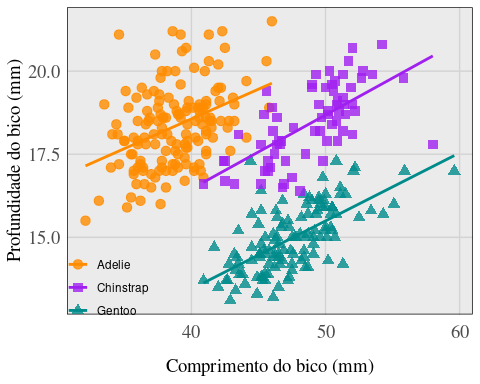 20.0
17.5
15.0
Profundidade do bico (mm)
Adelie
Chinstrap
Gentoo
40
50
60
Comprimento do bico (mm)